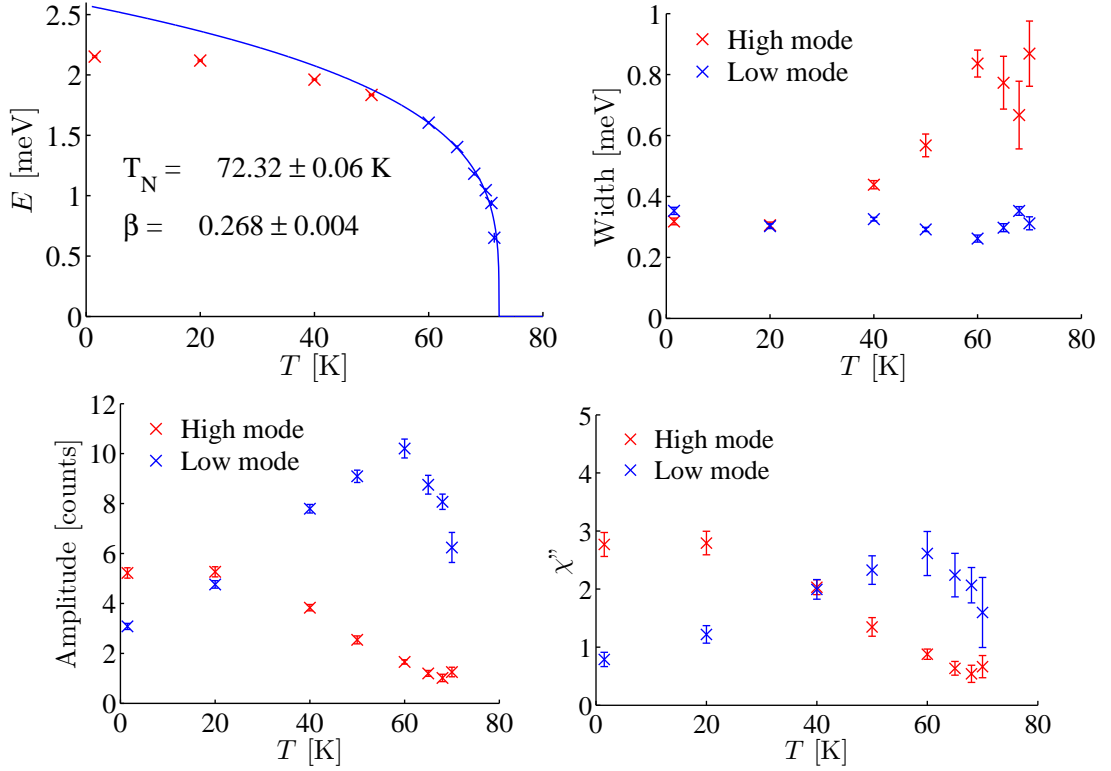 2.5
2
1.5
1
0.5
0
E [meV]
T_N = 72.32 ± 0.06 K
β = 0.268 ± 0.004
0 20 40 60 80
T [K]
1
0.8
0.6
0.4
0.2
0
Width [meV]
High mode
Low mode
0 20 40 60 80
T [K]
12
10
8
6
4
2
0
Amplitude [counts]
High mode
Low mode
0 20 40 60 80
T [K]
5
4
3
2
1
0
χ”
High mode
Low mode
0 20 40 60 80
T [K]